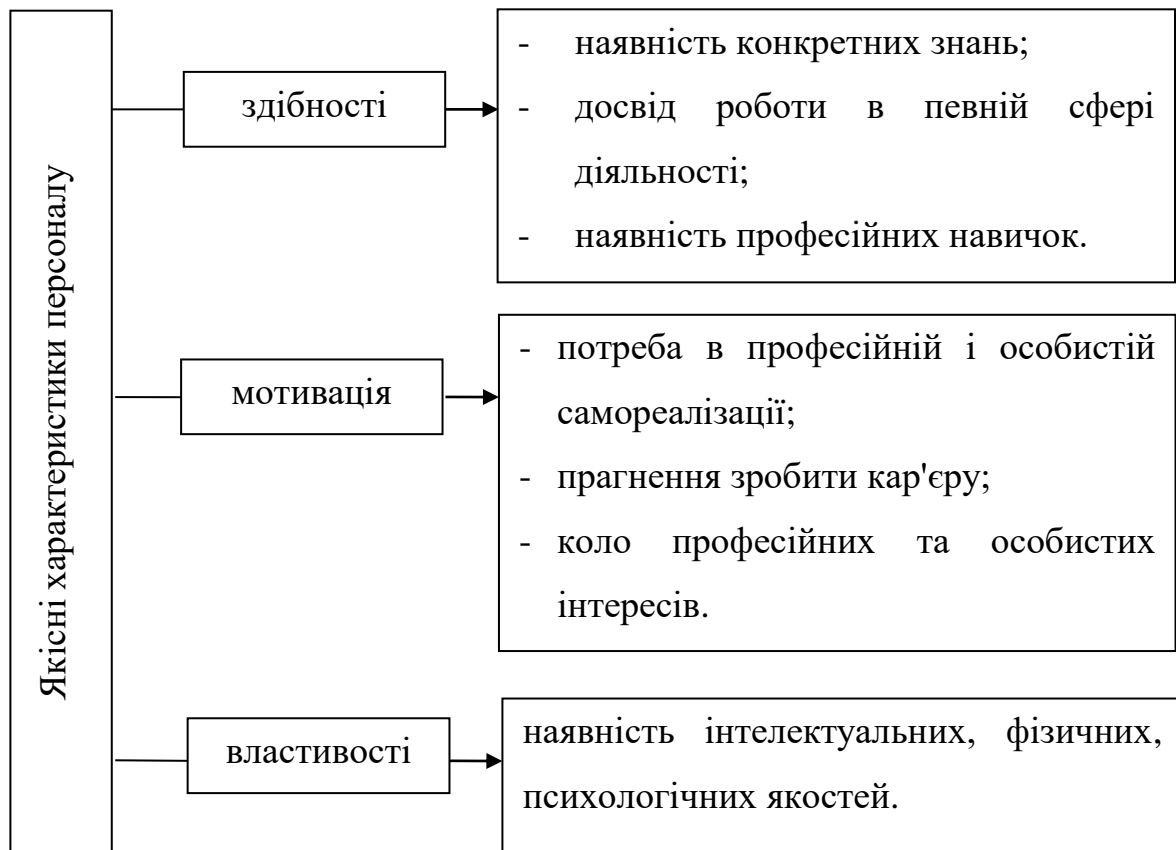 Якісні характеристики персоналу
здібності
- наявність конкретних знань;
- досвід роботи в певній сфері
діяльності;
- наявність професійних навичок.
мотивація
- потреба в професійній і особистій
самореалізації;
- прагнення зробити кар'єру;
- коло професійних та особистих
інтересів.
властивості
наявність інтелектуальних, фізичних,
психологічних якостей.